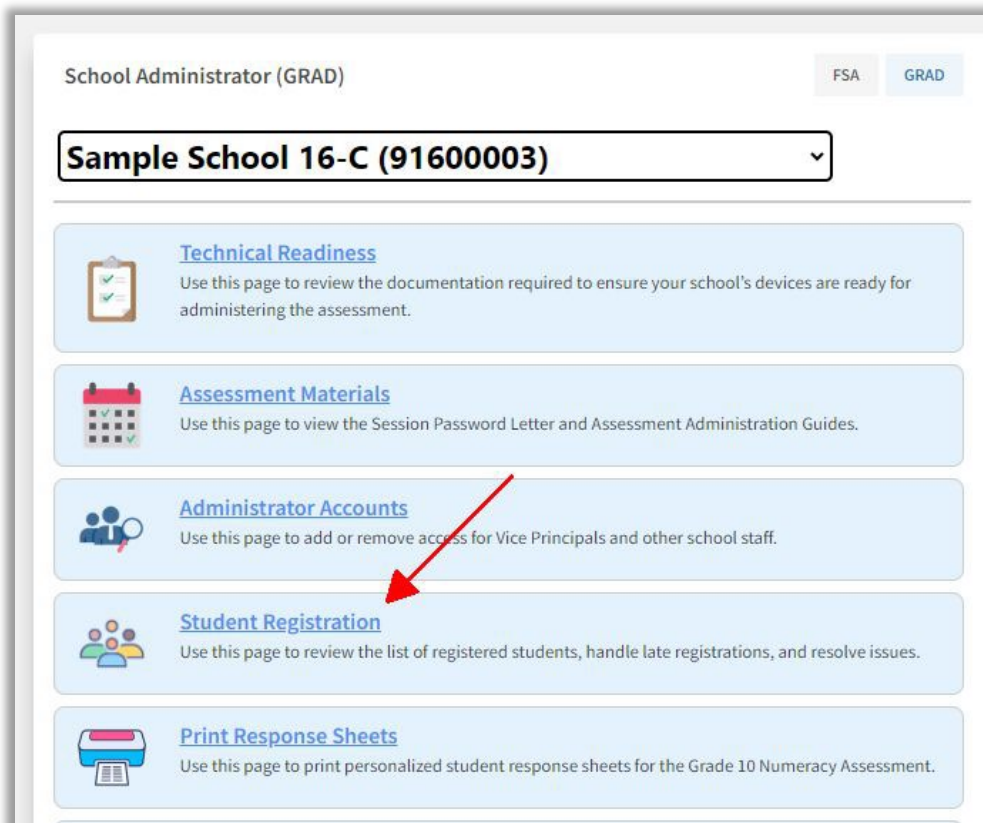 School Administrator (GRAD)
FSA
GRAD
Sample School 16-C (91600003)
Technical Readiness
Use this page to review the documentation required to ensure your school's devices are ready for
administering the assessment.
Assessment Materials
Use this page to view the Session Password Letter and Assessment Administration Guides.
Administrator Accounts
Use this page to add or remove access for Vice Principals and other school staff.
Student Registration
Use this page to review the list of registered students, handle late registrations, and resolve issues.
Print Response Sheets
Use this page to print personalized student response sheets for the Grade 10 Numeracy Assessment.